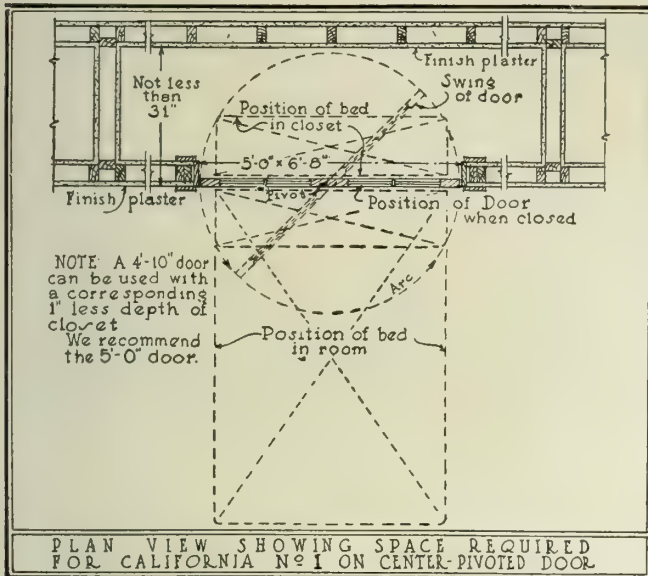 Finish plaster
Not less
than
31"
Swing
of door
Position of bed
in closet
5'-0" x 6'-8"
Pivot
Finish plaster
Position of Door
when closed
NOTE A 4'-10" door
can be used with
a corresponding
1" less depth of
closet
We recommend
the 5'-0" door.
Arc
Position of bed
in room
PLAN VIEW SHOWING SPACE REQUIRED
FOR CALIFORNIA Nº 1 ON CENTER-PIVOTED DOOR